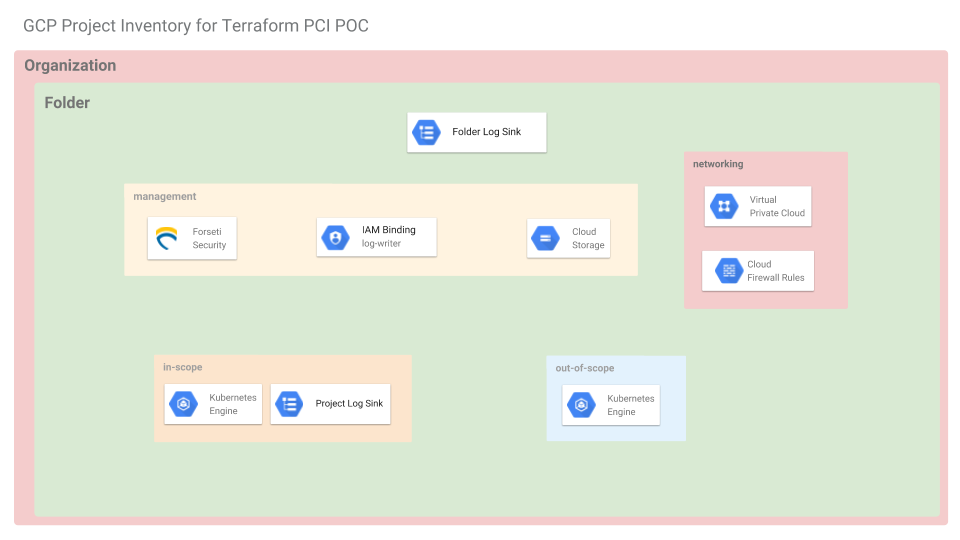 GCP Project Inventory for Terraform PCI POC
Organization
Folder
Folder Log Sink
networking
Virtual
Private Cloud
Cloud
Firewall Rules
management
Forseti
Security
IAM Binding
log-writer
Cloud
Storage
in-scope
Kubernetes
Engine
Project Log Sink
out-of-scope
Kubernetes
Engine